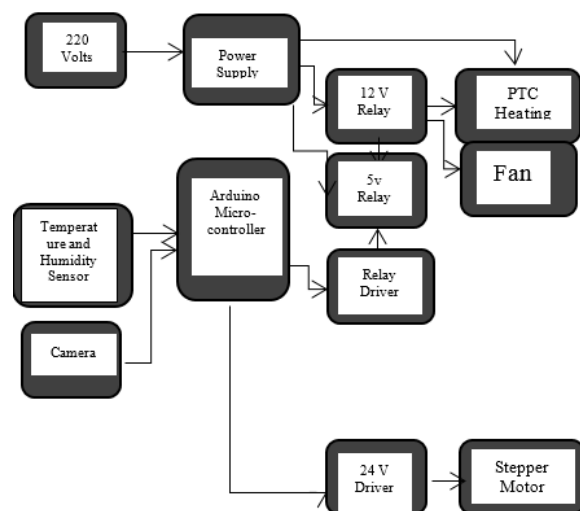 220
Volts
Power
Supply
12 V
Relay
PTC
Heating
Fan
5v
Relay
Arduino
Micro-
controller
Temperat
ure and
Humidity
Sensor
Relay
Driver
Camera
24 V
Driver
Stepper
Motor